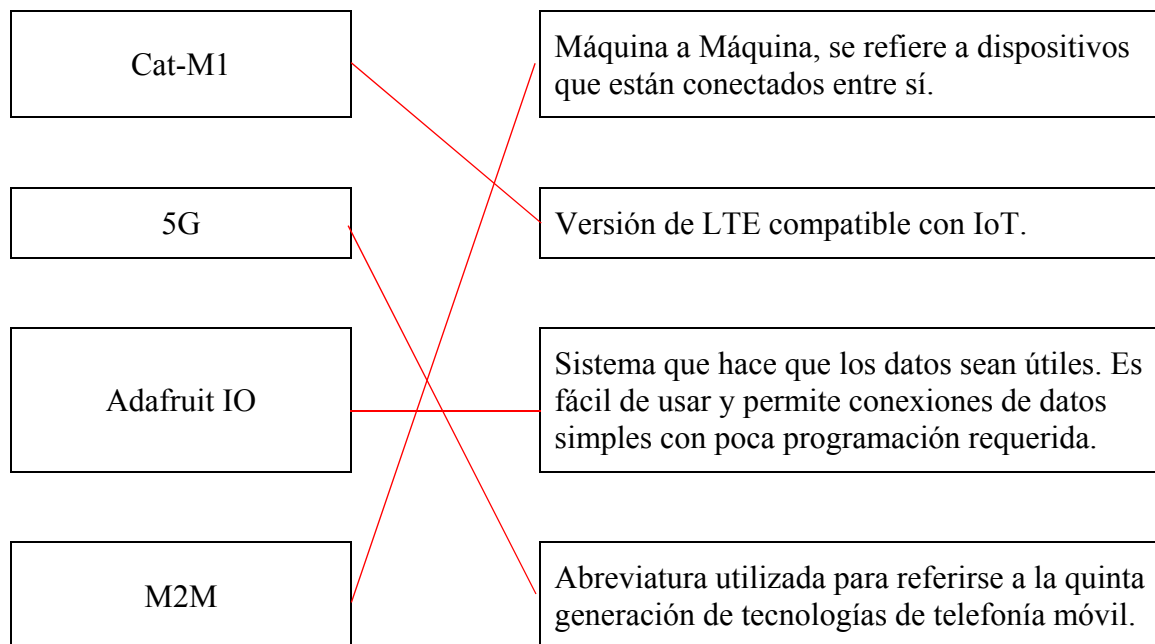 Cat-M1
Máquina a Máquina, se refiere a dispositivos
que están conectados entre sí.
5G
Versión de LTE compatible con IoT.
Adafruit IO
Sistema que hace que los datos sean útiles. Es
fácil de usar y permite conexiones de datos
simples con poca programación requerida.
M2M
Abreviatura utilizada para referirse a la quinta
generación de tecnologías de telefonía móvil.